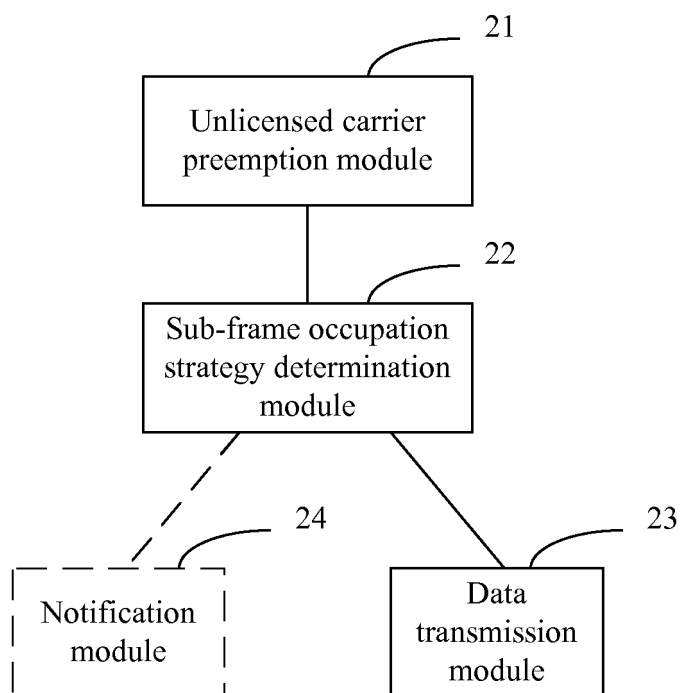 21
Unlicensed carrier
preemption module
22
Sub-frame occupation
strategy determination
module
24
23
Notification
module
Data
transmission
module